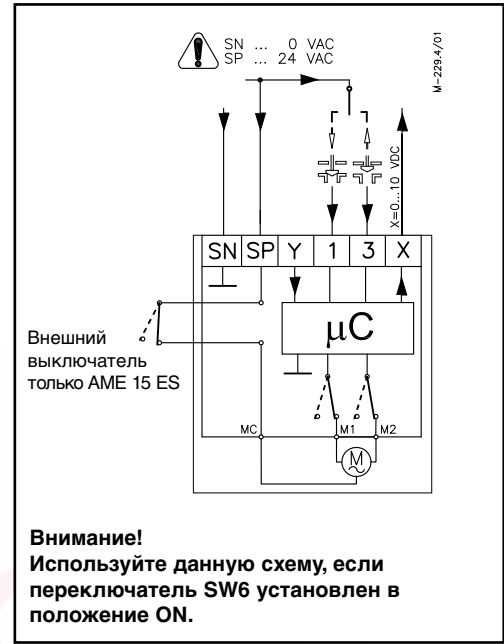 SN ... 0 VAC
SP ... 24 VAC
M-229.4/01
X=0...10 VDC
SN SP Y 1 3 X
μC
Внешний
выключатель
только AME 15 ES
MC M1 M2
M
Внимание!
Используйте данную схему, если
переключатель SW6 установлен в
положение ON.